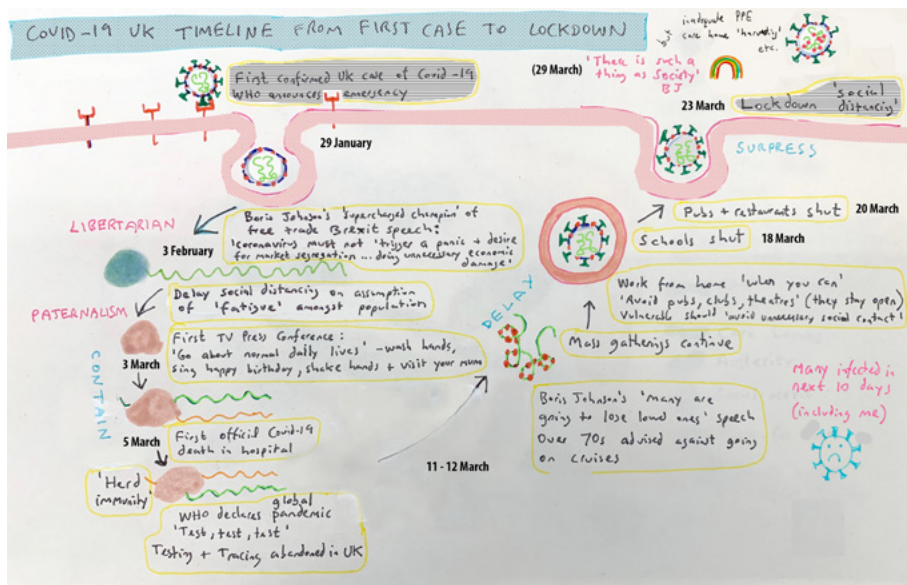 COVID-19 UK TIMELINE FROM FIRST CASE TO LOCKDOWN
First confirmed UK case of Covid-19
WHO announces emergency
29 January
LIBERTARIAN
3 February
Boris Johnson's 'supercharged champion' of
free trade Brexit speech:
'coronavirus must not 'trigger a panic + desire
for market segregation ... doing unnecessary economic
damage'
PATERNALISM
Delay social distancing on assumption
of 'fatigue' amongst population
CONTAIN
3 March
First TV Press Conference:
'Go about normal daily lives' - wash hands,
sing happy birthday, shake hands + visit your mum
5 March
First official Covid-19
death in hospital
'Herd
immunity'
WHO declares global pandemic
'Test, test, test'
Testing + Tracing abandoned in UK
11 - 12 March
DELAY
Boris Johnson's 'many are
going to lose loved ones' speech
Over 70s advised against going
on cruises
Mass gatherings continue
Work from home 'when you can'
'Avoid pubs, clubs, theatres' (they stay open)
Vulnerable should 'avoid unnecessary social contact'
Schools shut
18 March
Pubs + restaurants shut
20 March
SURPRESS
23 March
Lockdown 'social
distancing'
(29 March)
'There is such a
thing as society'
BJ
but
inadequate PPE
care home 'harvesting'
etc.
Many infected in
next 10 days
(including me)